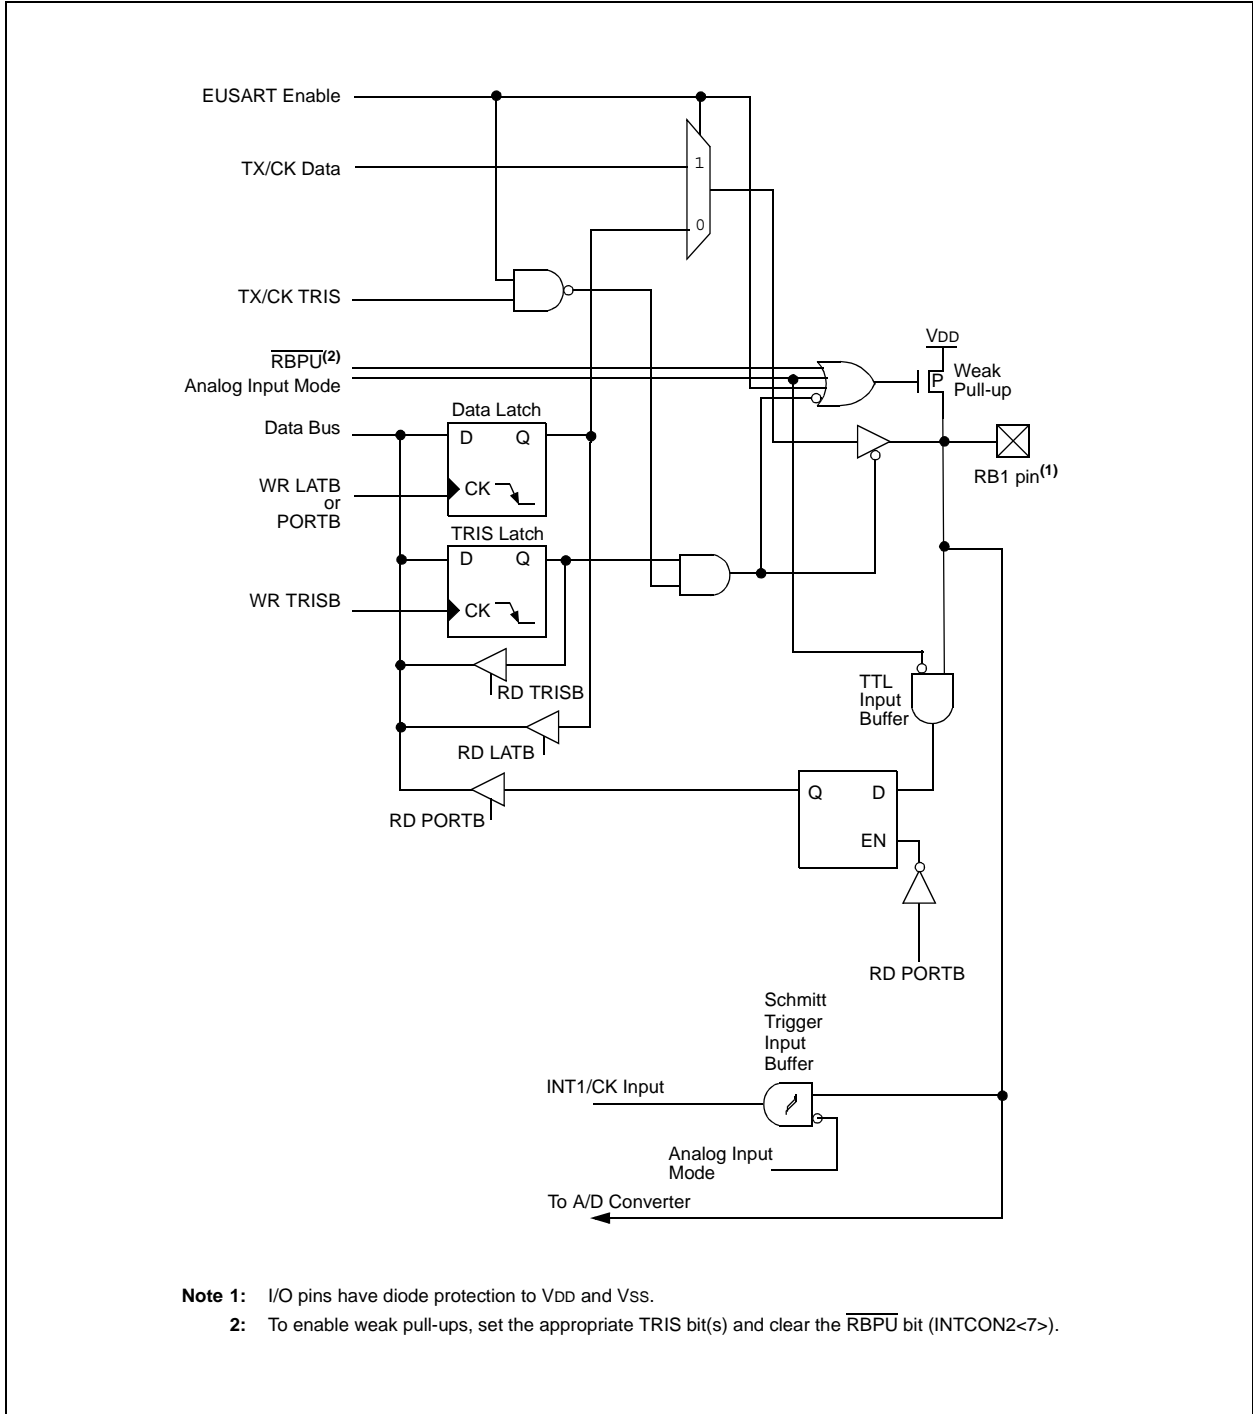 EUSART Enable
TX/CK Data
1
0
TX/CK TRIS
VDD
RBPU(2)
Analog Input Mode
P
Weak
Pull-up
Data Latch
Data Bus
D Q
CK
WR LATB
or
PORTB
RB1 pin(1)
TRIS Latch
D Q
CK
WR TRISB
RD TRISB
TTL
Input
Buffer
RD LATB
Q D
EN
RD PORTB
RD PORTB
Schmitt
Trigger
Input
Buffer
INT1/CK Input
Analog Input
Mode
To A/D Converter
Note 1: I/O pins have diode protection to VDD and VSS.
2: To enable weak pull-ups, set the appropriate TRIS bit(s) and clear the RBPU bit (INTCON2<7>).